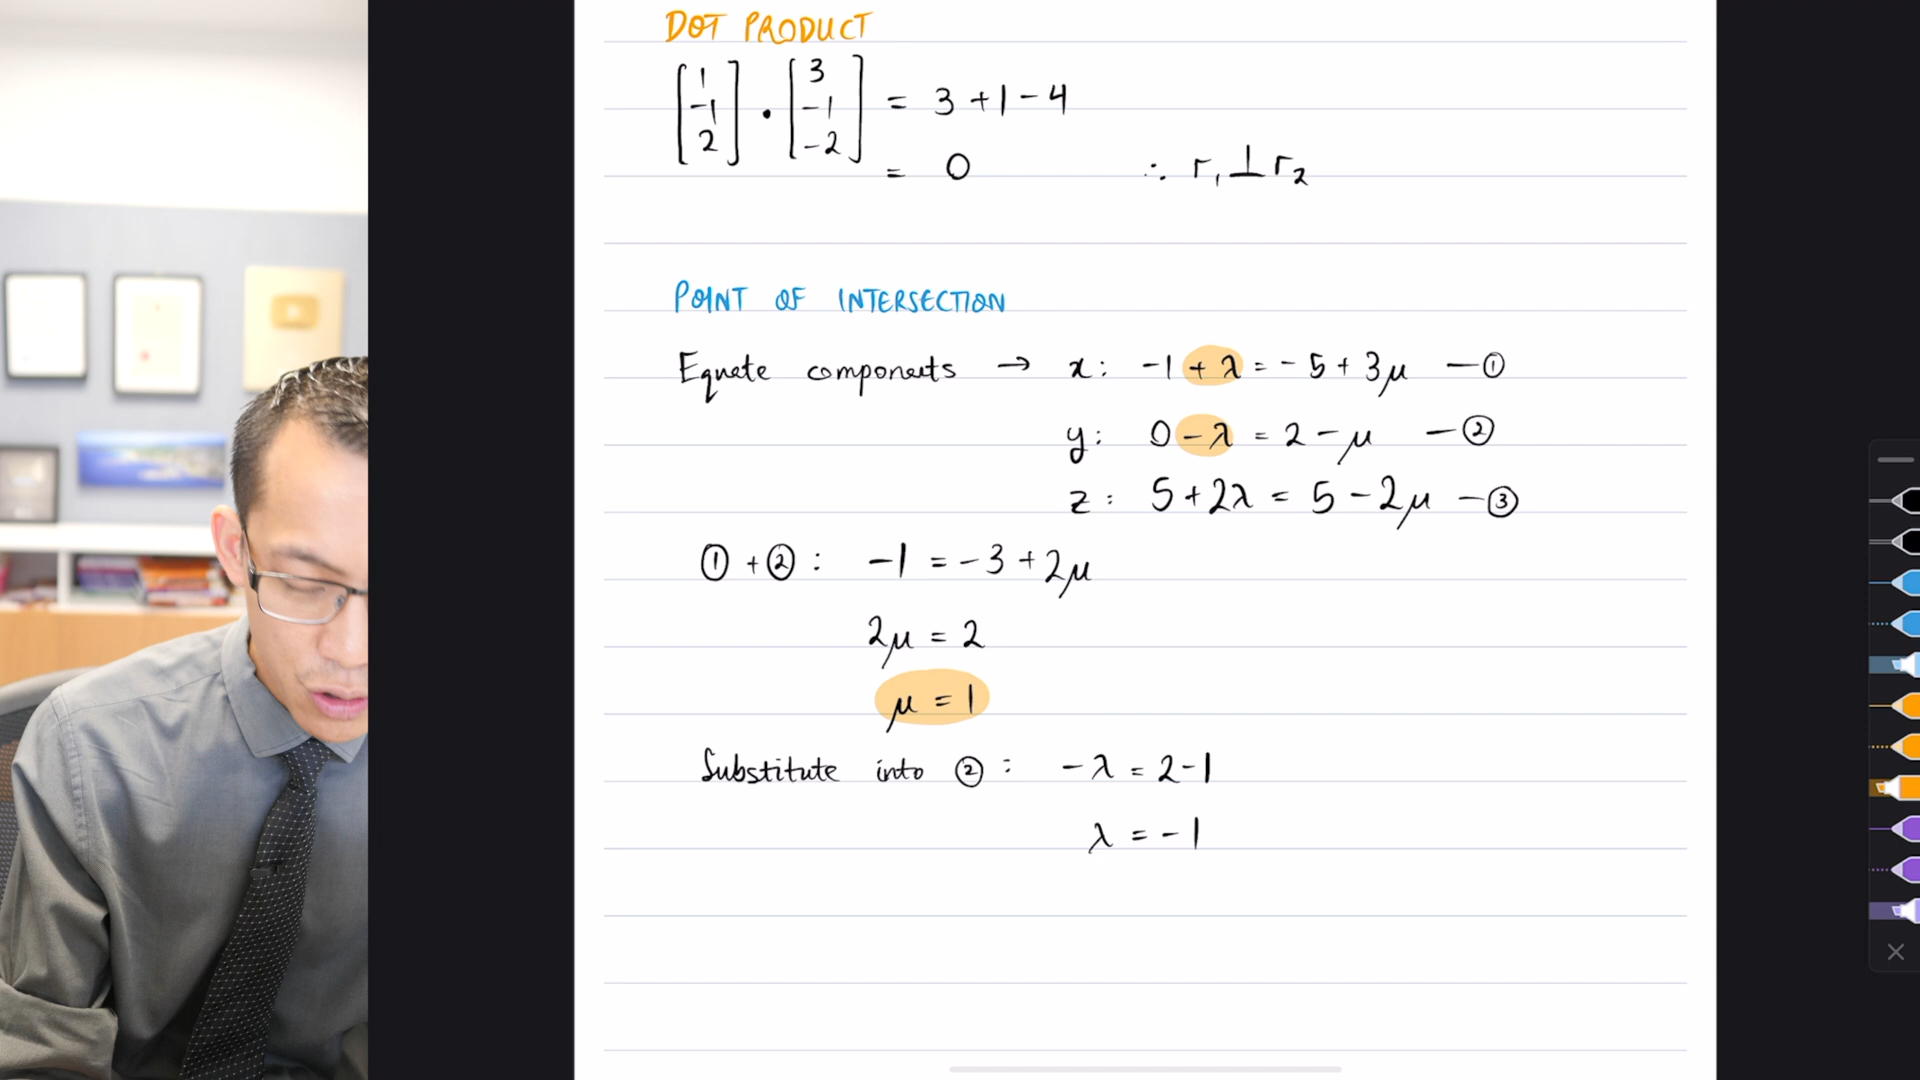 DOT PRODUCT
[1 -1 2] · [3 -1 -2] = 3 + 1 - 4
= 0 ∴ r₁ ⊥ r₂
POINT OF INTERSECTION
Equate components → x: -1 + λ = -5 + 3μ — ①
y: 0 - λ = 2 - μ — ②
z: 5 + 2λ = 5 - 2μ — ③
① + ②: -1 = -3 + 2μ
2μ = 2
μ = 1
Substitute into ②: -λ = 2 - 1
λ = -1